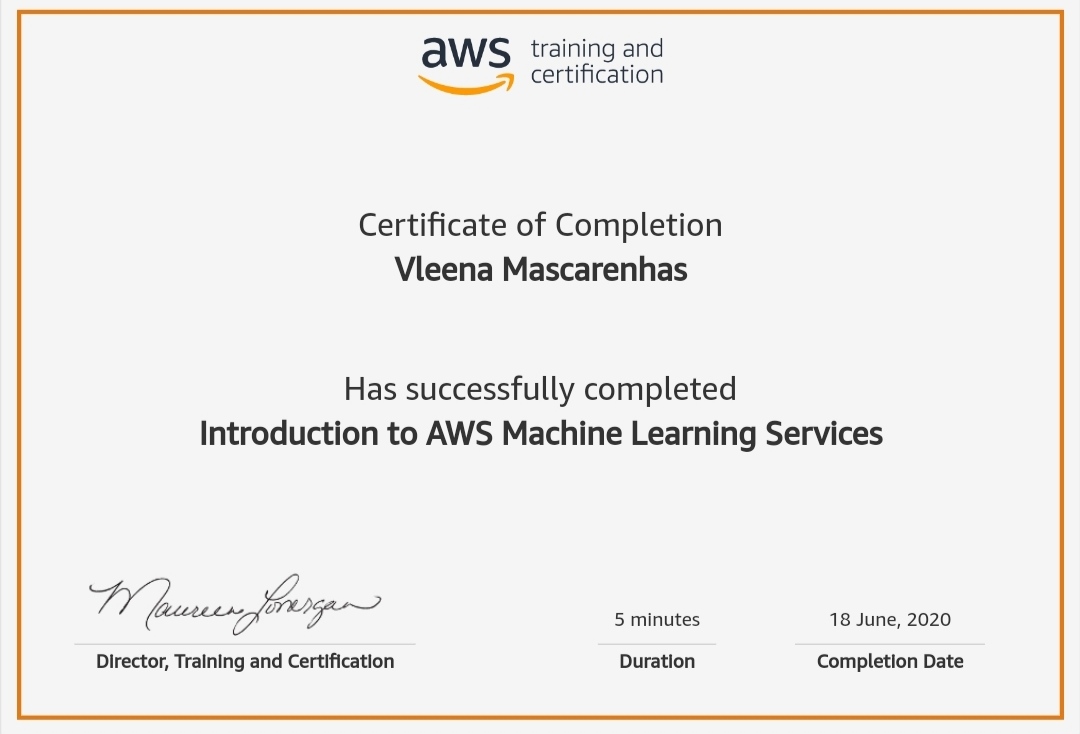 aws training and
certification
Certificate of Completion
Vleena Mascarenhas
Has successfully completed
Introduction to AWS Machine Learning Services
Maureen Lonergan
Director, Training and Certification
5 minutes
Duration
18 June, 2020
Completion Date